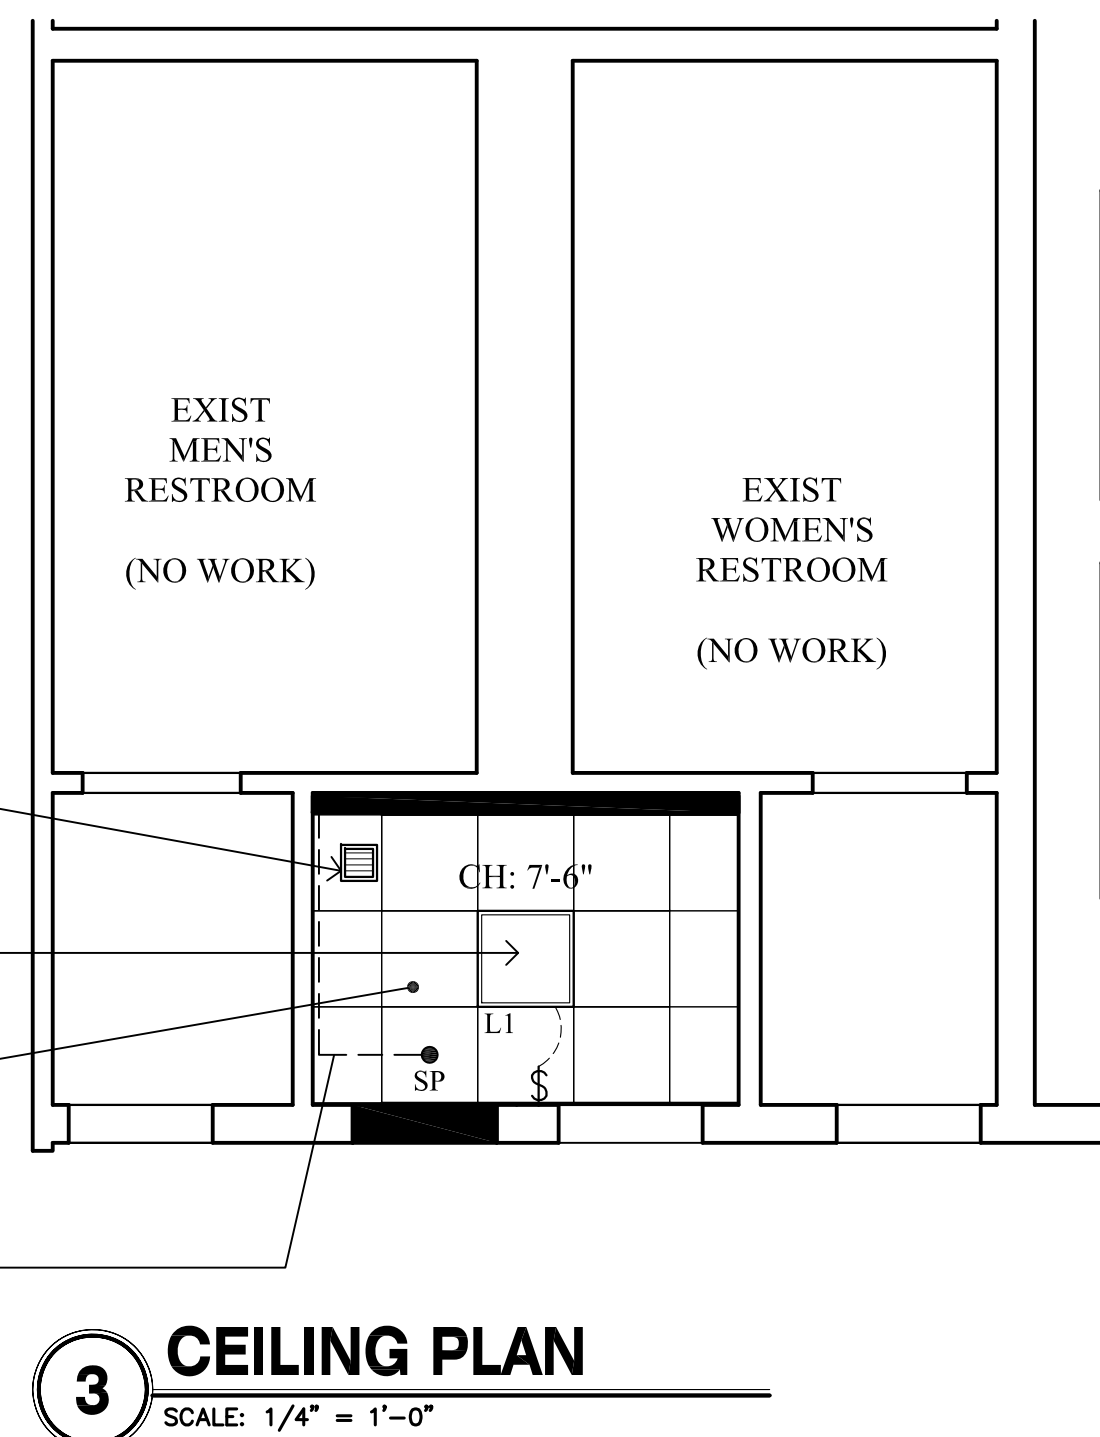 EXIST
MEN'S
RESTROOM
(NO WORK)
EXIST
WOMEN'S
RESTROOM
(NO WORK)
CH: 7'-6"
L1
SP
$
3
CEILING PLAN
SCALE: 1/4" = 1'-0"